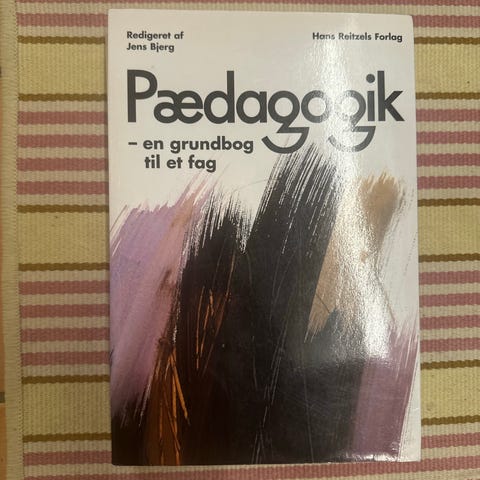 Redigeret af
Jens Bjerg
Hans Reitzels Forlag
Pædagogik
– en grundbog
til et fag